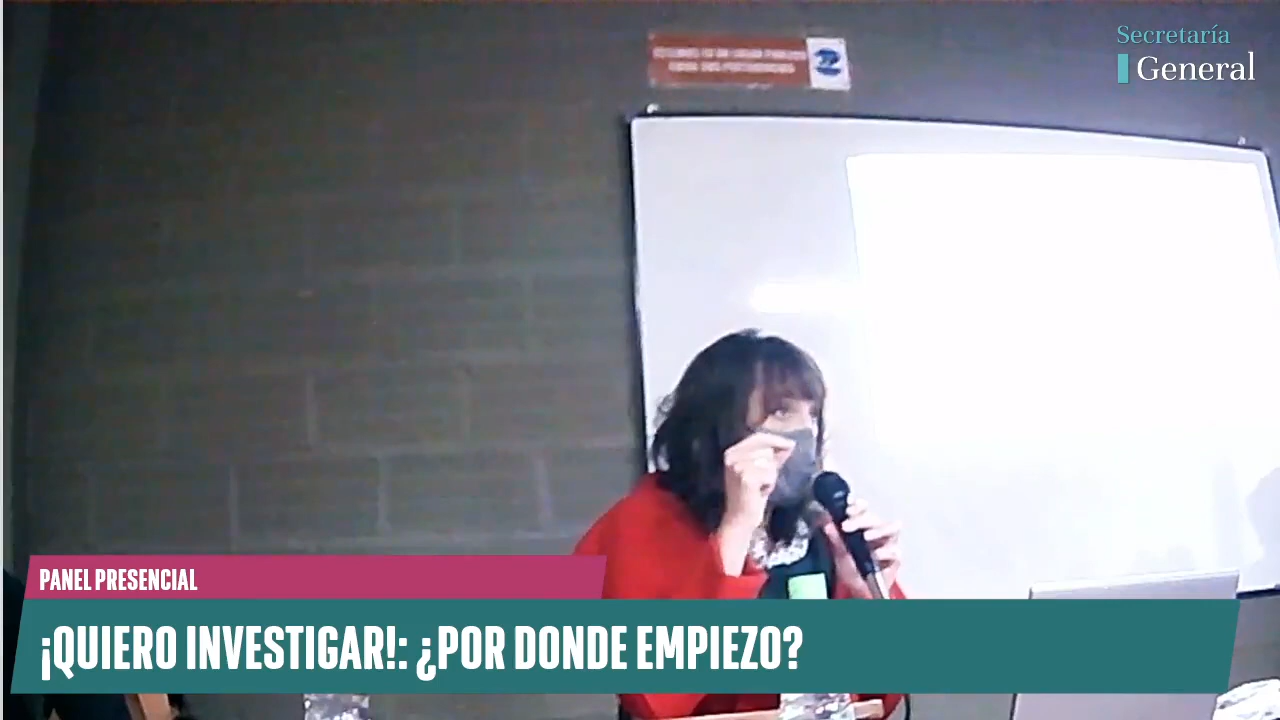 Secretaría
General
PANEL PRESENCIAL
¡QUIERO INVESTIGAR!: ¿POR DONDE EMPIEZO?